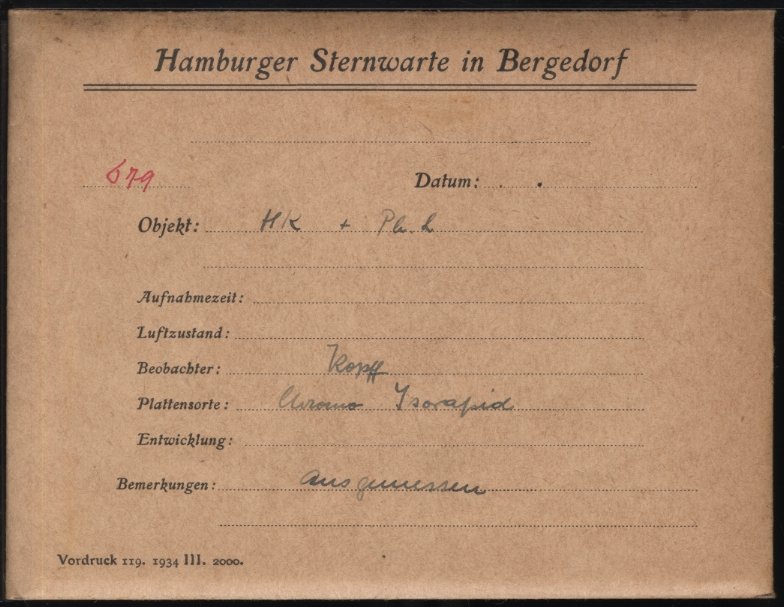 Hamburger Sternwarte in Bergedorf
679
Datum: . .
Objekt: HK + Pl. L
Aufnahmezeit:
Luftzustand:
Beobachter: Kopff
Plattensorte: Chromo Isorapid
Entwicklung:
Bemerkungen: ausgemessen
Vordruck 119. 1934 III. 2000.